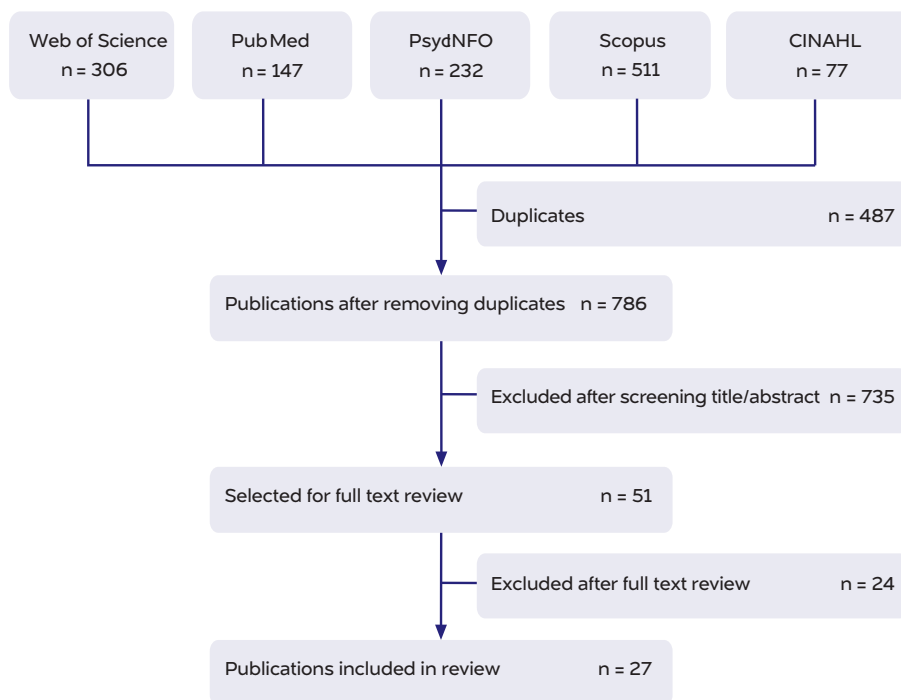 Web of Science
n = 306
PubMed
n = 147
PsydNFO
n = 232
Scopus
n = 511
CINAHL
n = 77
Duplicates n = 487
Publications after removing duplicates n = 786
Excluded after screening title/abstract n = 735
Selected for full text review n = 51
Excluded after full text review n = 24
Publications included in review n = 27